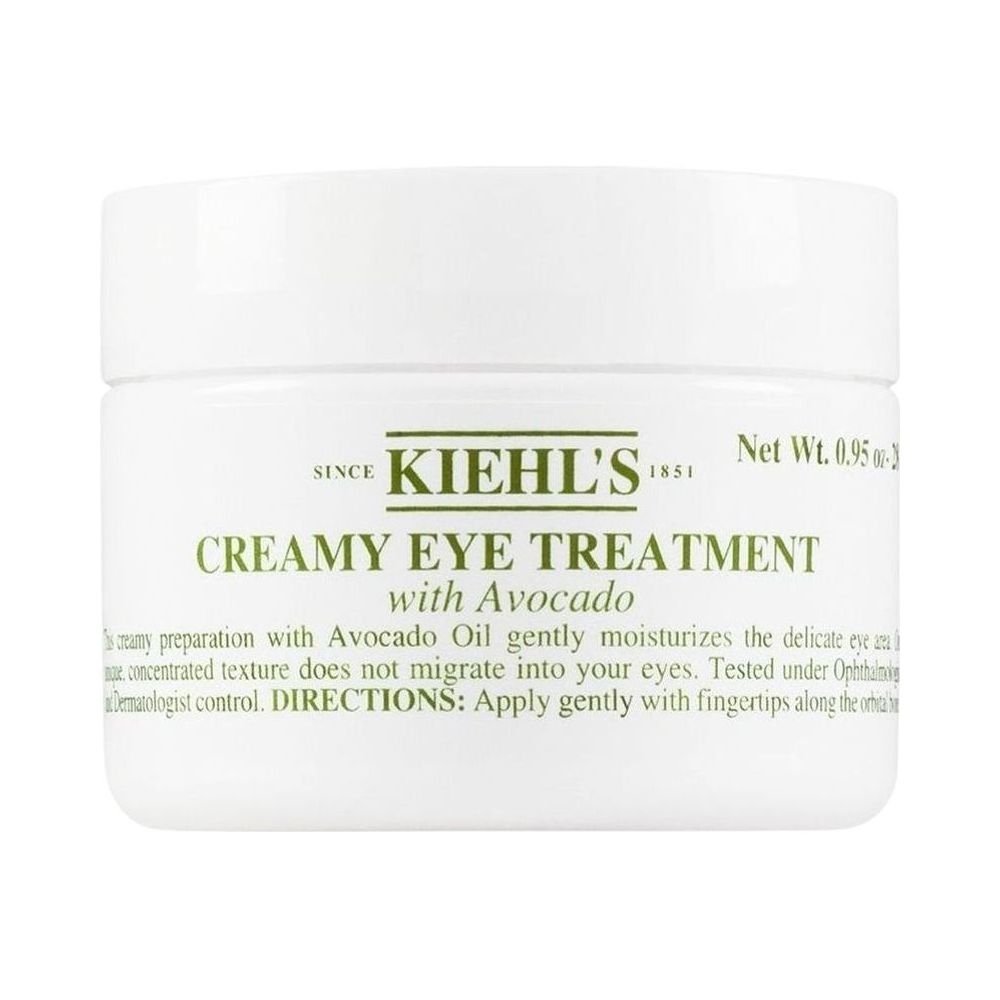 SINCE KIEHL'S 1851
Net Wt. 0.95 oz-
CREAMY EYE TREATMENT
with Avocado
creamy preparation with Avocado Oil gently moisturizes the delicate eye area.
concentrated texture does not migrate into your eyes. Tested under
Dermatologist control. DIRECTIONS: Apply gently with fingertips along the orbital